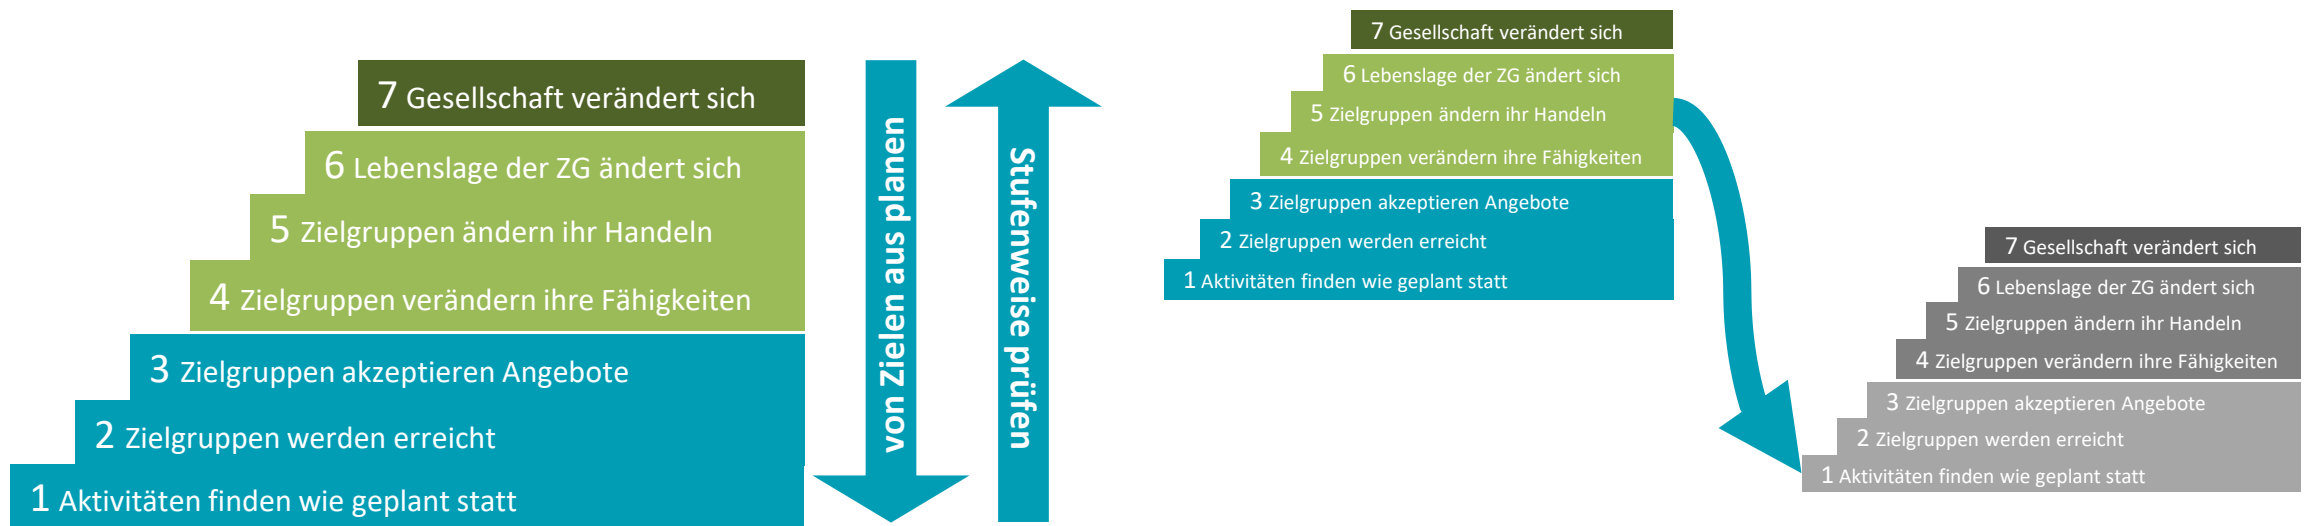 7 Gesellschaft verändert sich
6 Lebenslage der ZG ändert sich
5 Zielgruppen ändern ihr Handeln
4 Zielgruppen verändern ihre Fähigkeiten
3 Zielgruppen akzeptieren Angebote
2 Zielgruppen werden erreicht
1 Aktivitäten finden wie geplant statt
von Zielen aus planen
Stufenweise prüfen
7 Gesellschaft verändert sich
6 Lebenslage der ZG ändert sich
5 Zielgruppen ändern ihr Handeln
4 Zielgruppen verändern ihre Fähigkeiten
3 Zielgruppen akzeptieren Angebote
2 Zielgruppen werden erreicht
1 Aktivitäten finden wie geplant statt
7 Gesellschaft verändert sich
6 Lebenslage der ZG ändert sich
5 Zielgruppen ändern ihr Handeln
4 Zielgruppen verändern ihre Fähigkeiten
3 Zielgruppen akzeptieren Angebote
2 Zielgruppen werden erreicht
1 Aktivitäten finden wie geplant statt